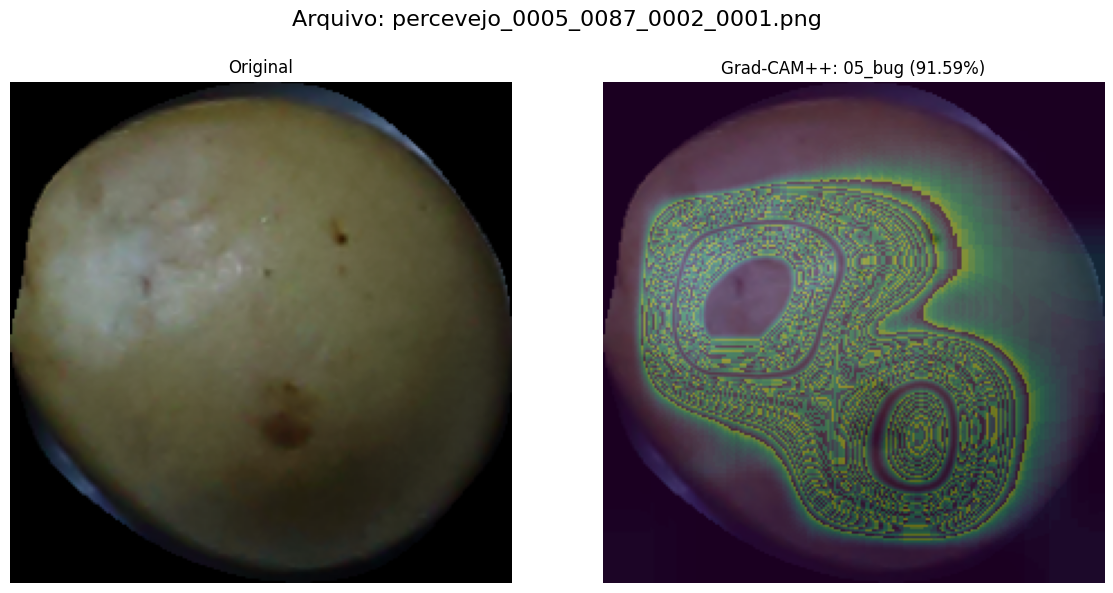 Arquivo: percevejo_0005_0087_0002_0001.png
Original
Grad-CAM++: 05_bug (91.59%)